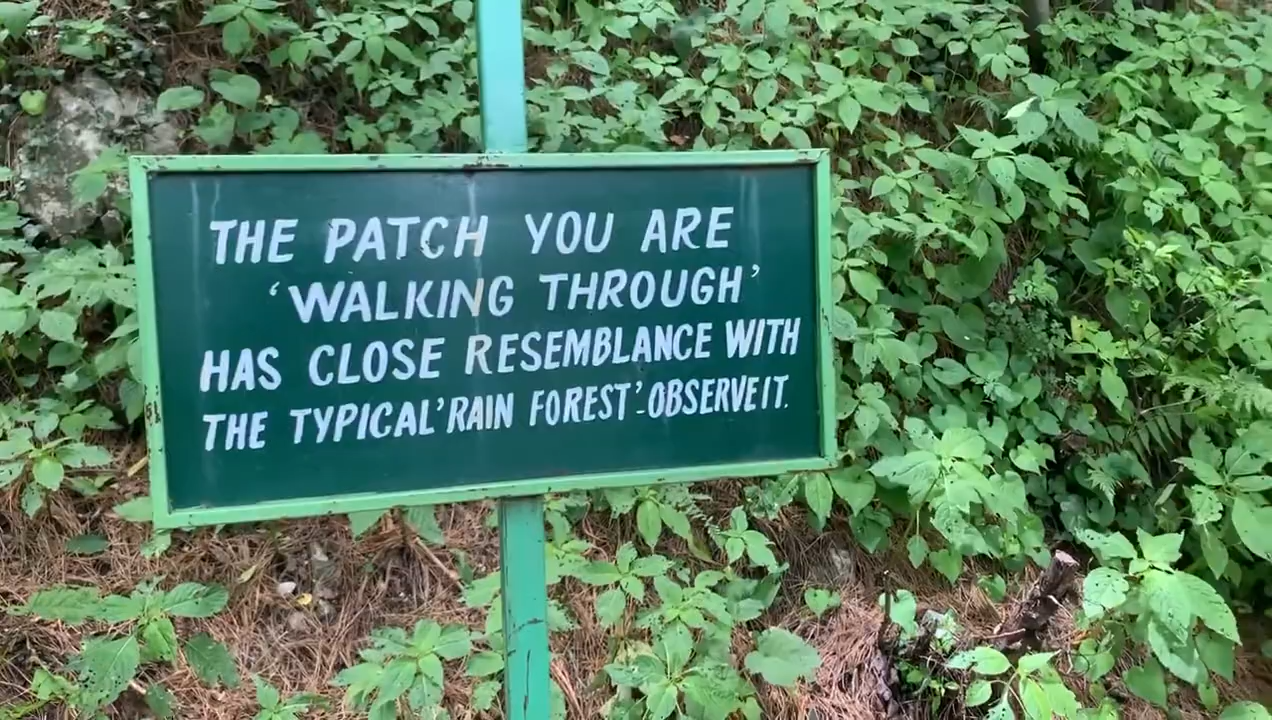 THE PATCH YOU ARE
‘WALKING THROUGH’
HAS CLOSE RESEMBLANCE WITH
THE TYPICAL’RAIN FOREST’-OBSERVE IT.